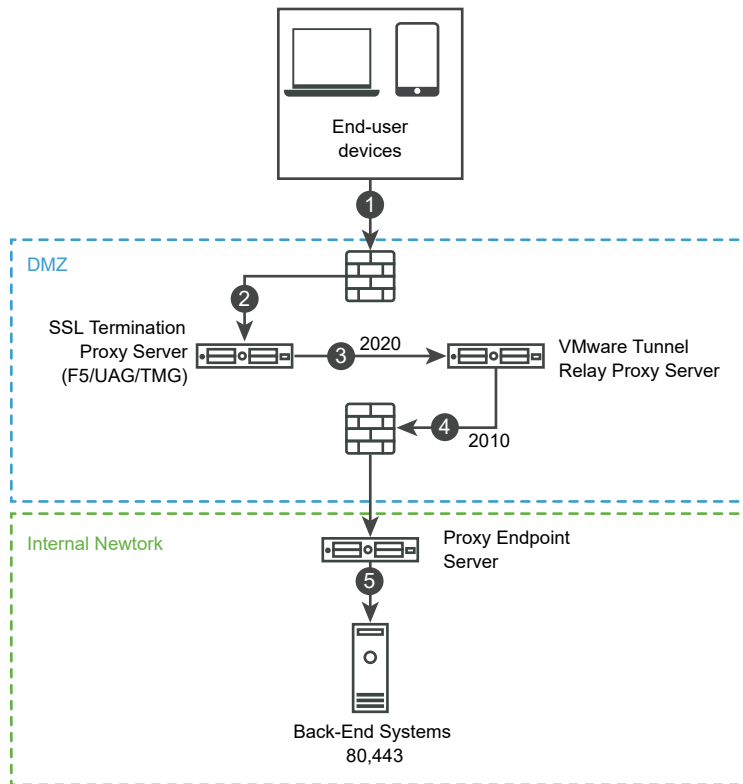 End-user
devices
1
DMZ
2
SSL Termination
Proxy Server
(F5/UAG/TMG)
3
2020
VMware Tunnel
Relay Proxy Server
4
2010
Internal Newtork
Proxy Endpoint
Server
5
Back-End Systems
80,443